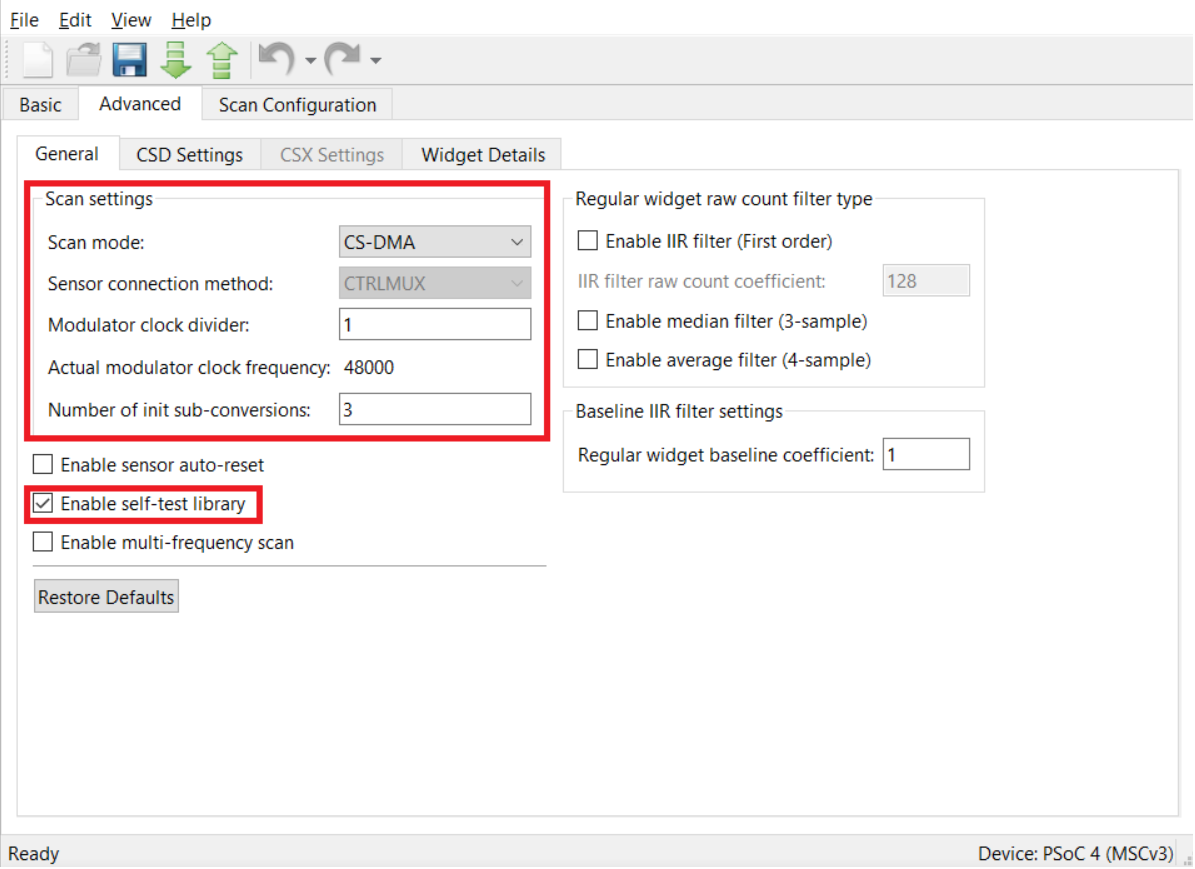 File Edit View Help
Basic Advanced Scan Configuration
General CSD Settings CSX Settings Widget Details
Scan settings
Scan mode: CS-DMA
Sensor connection method: CTRLMUX
Modulator clock divider: 1
Actual modulator clock frequency: 48000
Number of init sub-conversions: 3
Enable sensor auto-reset
Enable self-test library
Enable multi-frequency scan
Restore Defaults
Regular widget raw count filter type
Enable IIR filter (First order)
IIR filter raw count coefficient: 128
Enable median filter (3-sample)
Enable average filter (4-sample)
Baseline IIR filter settings
Regular widget baseline coefficient: 1
Ready
Device: PSoC 4 (MSCv3)